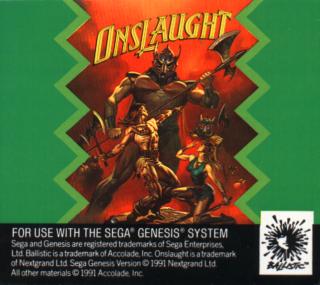 ONSLAUGHT
FOR USE WITH THE SEGA® GENESIS® SYSTEM
Sega and Genesis are registered trademarks of Sega Enterprises,
Ltd. Ballistic is a trademark of Accolade, Inc. Onslaught is a trademark
of Nextgrand Ltd. Sega Genesis Version © 1991 Nextgrand Ltd.
All other materials © 1991 Accolade, Inc.
BALLISTIC